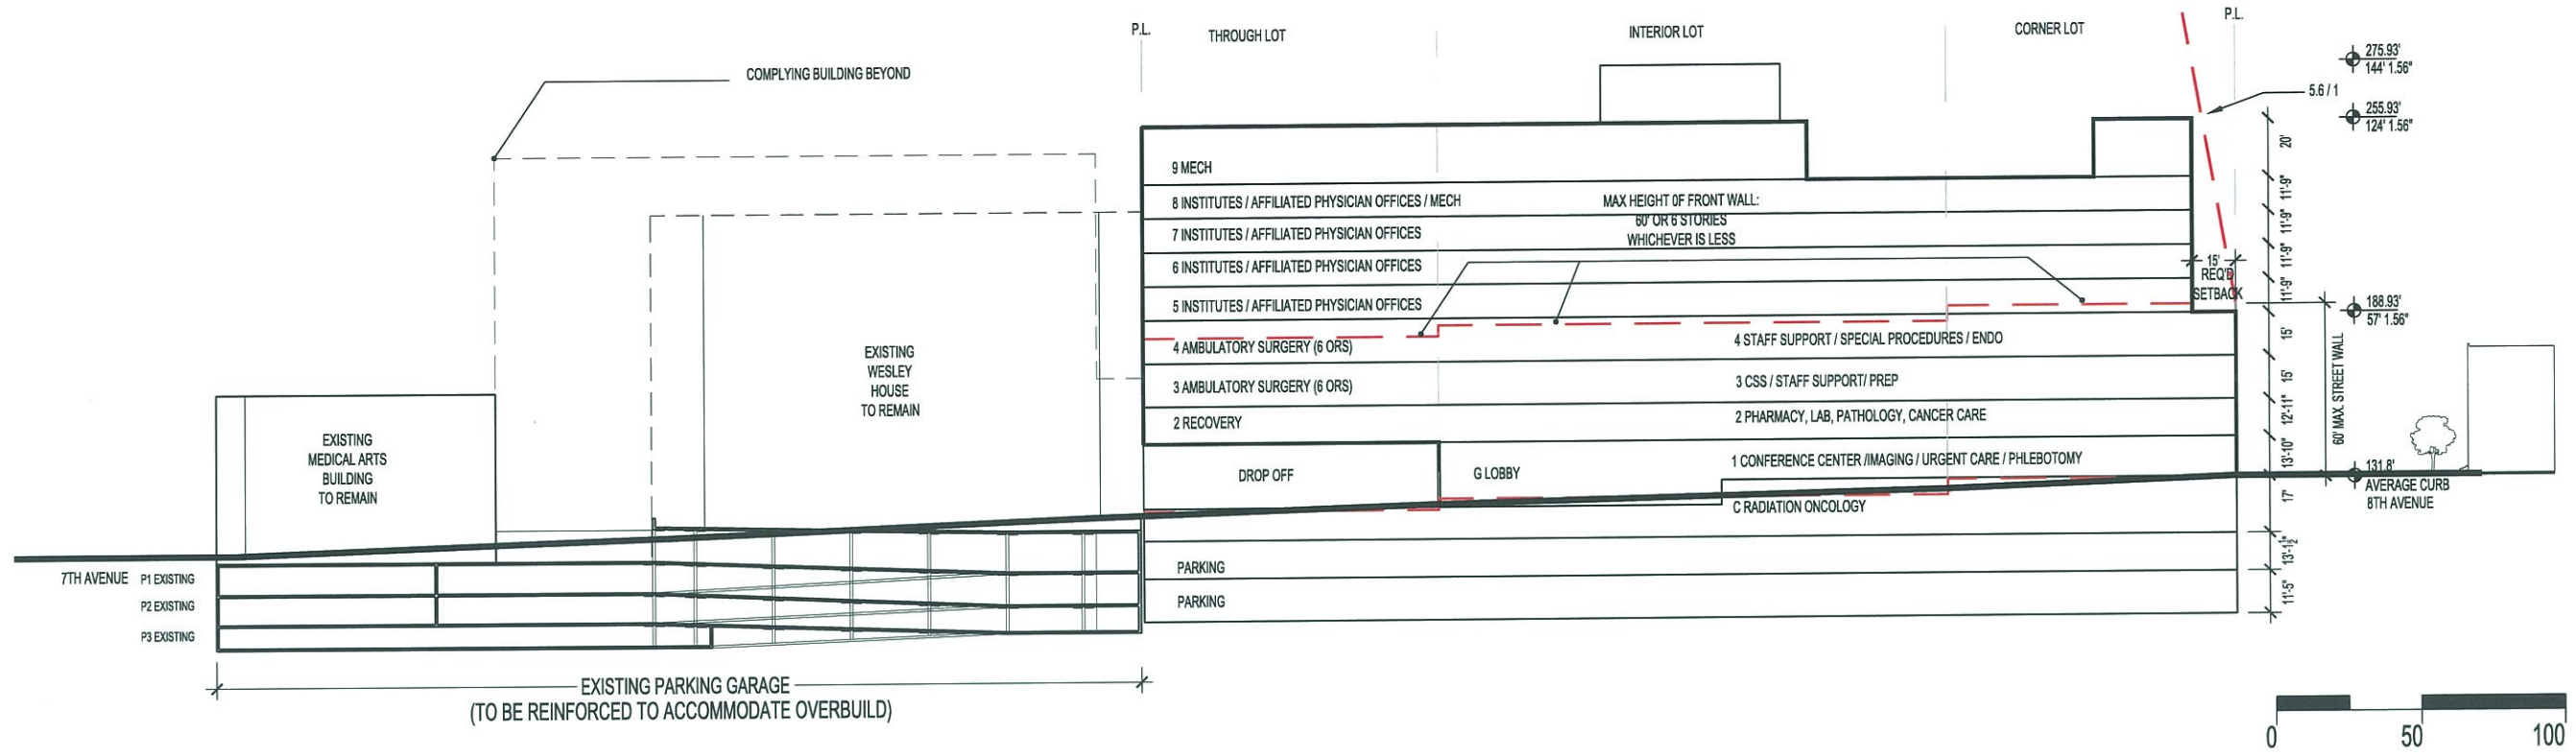 P.L.
THROUGH LOT
INTERIOR LOT
CORNER LOT
P.L.
COMPLYING BUILDING BEYOND
275.93'
144' 1.56"
5.6 / 1
255.93'
124' 1.56"
9 MECH
8 INSTITUTES / AFFILIATED PHYSICIAN OFFICES / MECH
7 INSTITUTES / AFFILIATED PHYSICIAN OFFICES
6 INSTITUTES / AFFILIATED PHYSICIAN OFFICES
5 INSTITUTES / AFFILIATED PHYSICIAN OFFICES
MAX HEIGHT 0F FRONT WALL:
60' OR 6 STORIES
WHICHEVER IS LESS
15'
REQ'D
SETBACK
188.93'
57' 1.56"
4 AMBULATORY SURGERY (6 ORS)
4 STAFF SUPPORT / SPECIAL PROCEDURES / ENDO
3 AMBULATORY SURGERY (6 ORS)
3 CSS / STAFF SUPPORT/ PREP
2 RECOVERY
2 PHARMACY, LAB, PATHOLOGY, CANCER CARE
DROP OFF
G LOBBY
1 CONFERENCE CENTER /IMAGING / URGENT CARE / PHLEBOTOMY
C RADIATION ONCOLOGY
PARKING
PARKING
20'
11'-9"
11'-9"
11'-9"
11'-9"
15'
15'
12'-11"
13'-10"
17'
13'-1½"
11'-5"
60' MAX. STREET WALL
131.8'
AVERAGE CURB
8TH AVENUE
EXISTING
WESLEY
HOUSE
TO REMAIN
EXISTING
MEDICAL ARTS
BUILDING
TO REMAIN
7TH AVENUE
P1 EXISTING
P2 EXISTING
P3 EXISTING
EXISTING PARKING GARAGE
(TO BE REINFORCED TO ACCOMMODATE OVERBUILD)
0 50 100